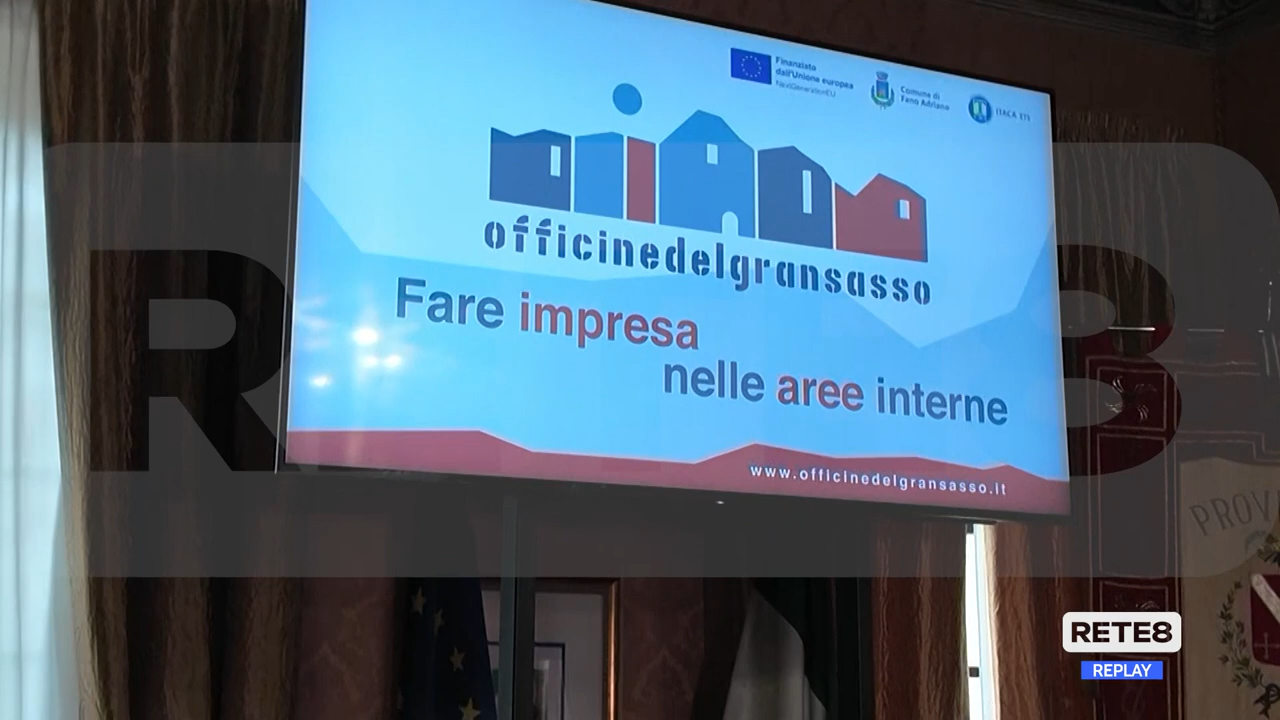 Finanziato
dall'Unione europea
NextGenerationEU
Comune di
Fano Adriana
ITACA ETS
officinedelgransasso
Fare impresa
nelle aree interne
www.officinedelgransasso.it
PROV
RETE8
REPLAY